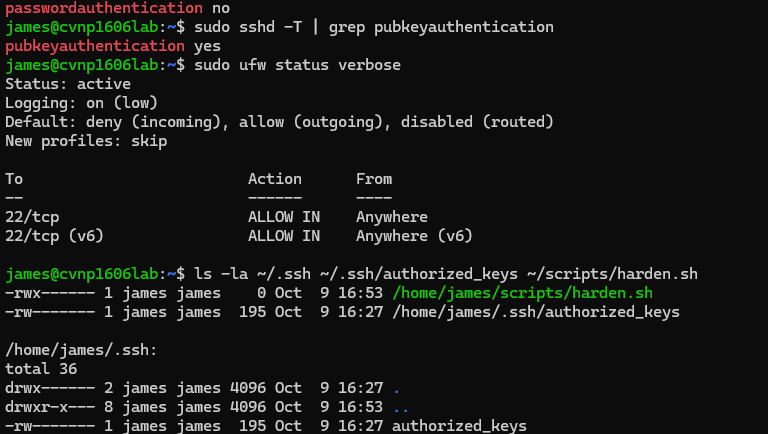 passwordauthentication no
james@cvnp1606lab:~$ sudo sshd -T | grep pubkeyauthentication
pubkeyauthentication yes
james@cvnp1606lab:~$ sudo ufw status verbose
Status: active
Logging: on (low)
Default: deny (incoming), allow (outgoing), disabled (routed)
New profiles: skip

To                         Action      From
--                         ------      ----
22/tcp                     ALLOW IN    Anywhere
22/tcp (v6)                ALLOW IN    Anywhere (v6)

james@cvnp1606lab:~$ ls -la ~/.ssh ~/.ssh/authorized_keys ~/scripts/harden.sh
-rwx------ 1 james james    0 Oct  9 16:53 /home/james/scripts/harden.sh
-rw------- 1 james james  195 Oct  9 16:27 /home/james/.ssh/authorized_keys

/home/james/.ssh:
total 36
drwx------ 2 james james 4096 Oct  9 16:27 .
drwxr-x--- 8 james james 4096 Oct  9 16:53 ..
-rw------- 1 james james  195 Oct  9 16:27 authorized_keys